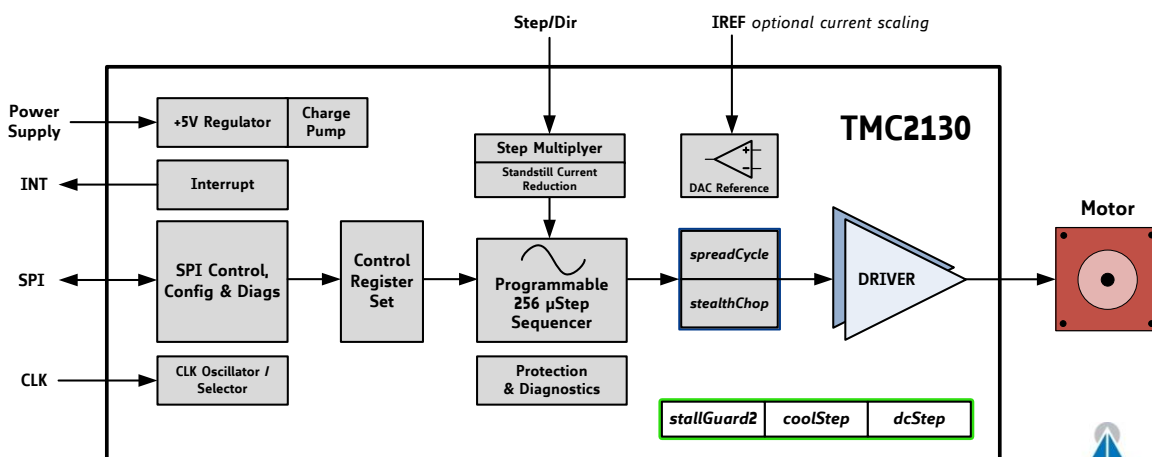 Step/Dir
IREF optional current scaling
Power
Supply
+5V Regulator
Charge
Pump
TMC2130
Step Multiplyer
Standstill Current
Reduction
+
−
DAC Reference
INT
Interrupt
Motor
SPI
SPI Control,
Config & Diags
Control
Register
Set
Programmable
256 µStep
Sequencer
spreadCycle
stealthChop
DRIVER
CLK
CLK Oscillator /
Selector
Protection
& Diagnostics
stallGuard2
coolStep
dcStep